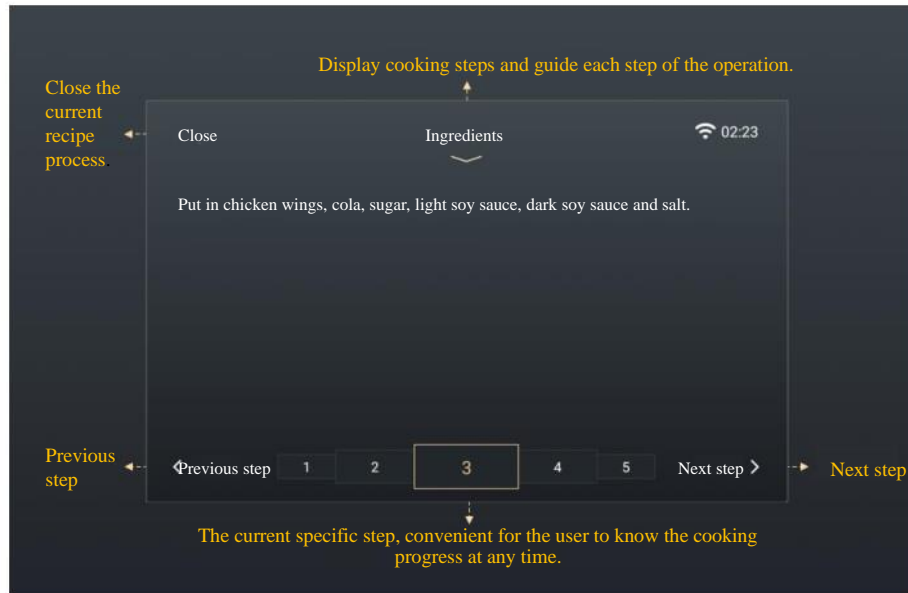 Display cooking steps and guide each step of the operation.
Close the
current
recipe
process.
Close
Ingredients
02:23
Put in chicken wings, cola, sugar, light soy sauce, dark soy sauce and salt.
Previous
step
Previous step
1
2
3
4
5
Next step
Next step
The current specific step, convenient for the user to know the cooking
progress at any time.